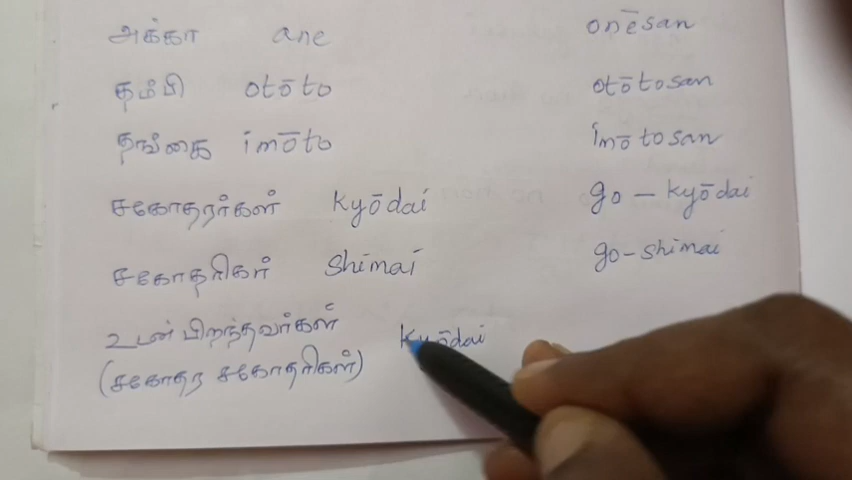 அக்கா ane onēsan
தம்பி otōto otōtosan
தங்கை imōto imōtosan
சகோதரர்கள் kyōdai go - kyōdai
சகோதரிகள் shimai go-shimai
உடன் பிறந்தவர்கள் kyōdai
(சகோதர சகோதரிகள்)